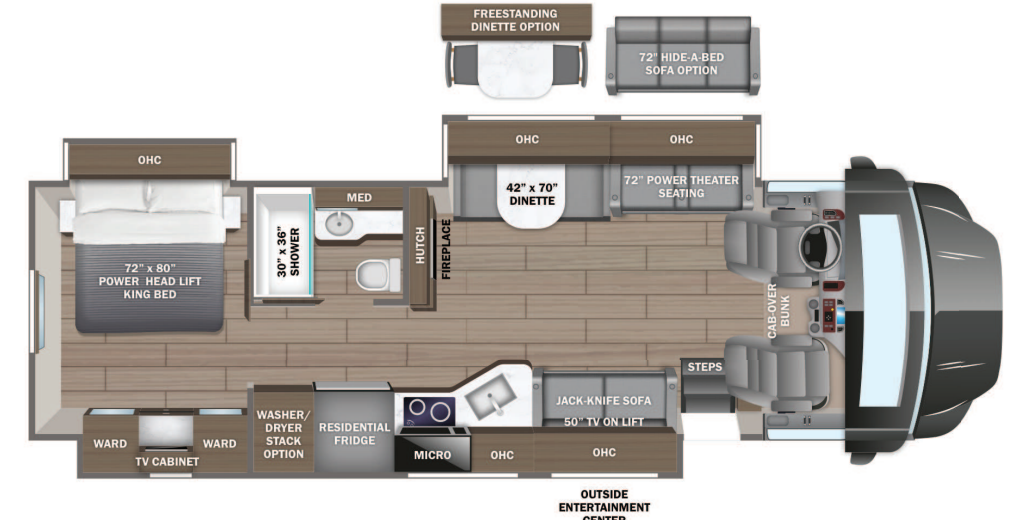 FREESTANDING
DINETTE OPTION
72" HIDE-A-BED
SOFA OPTION
OHC
OHC
OHC
42" x 70"
DINETTE
72" POWER THEATER
SEATING
MED
30" x 36"
SHOWER
HUTCH
FIREPLACE
72" x 80"
POWER HEAD LIFT
KING BED
CAB-OVER
BUNK
STEPS
JACK-KNIFE SOFA
50" TV ON LIFT
WASHER/
DRYER
STACK
OPTION
RESIDENTIAL
FRIDGE
WARD
WARD
TV CABINET
MICRO
OHC
OHC
OUTSIDE
ENTERTAINMENT
CENTER